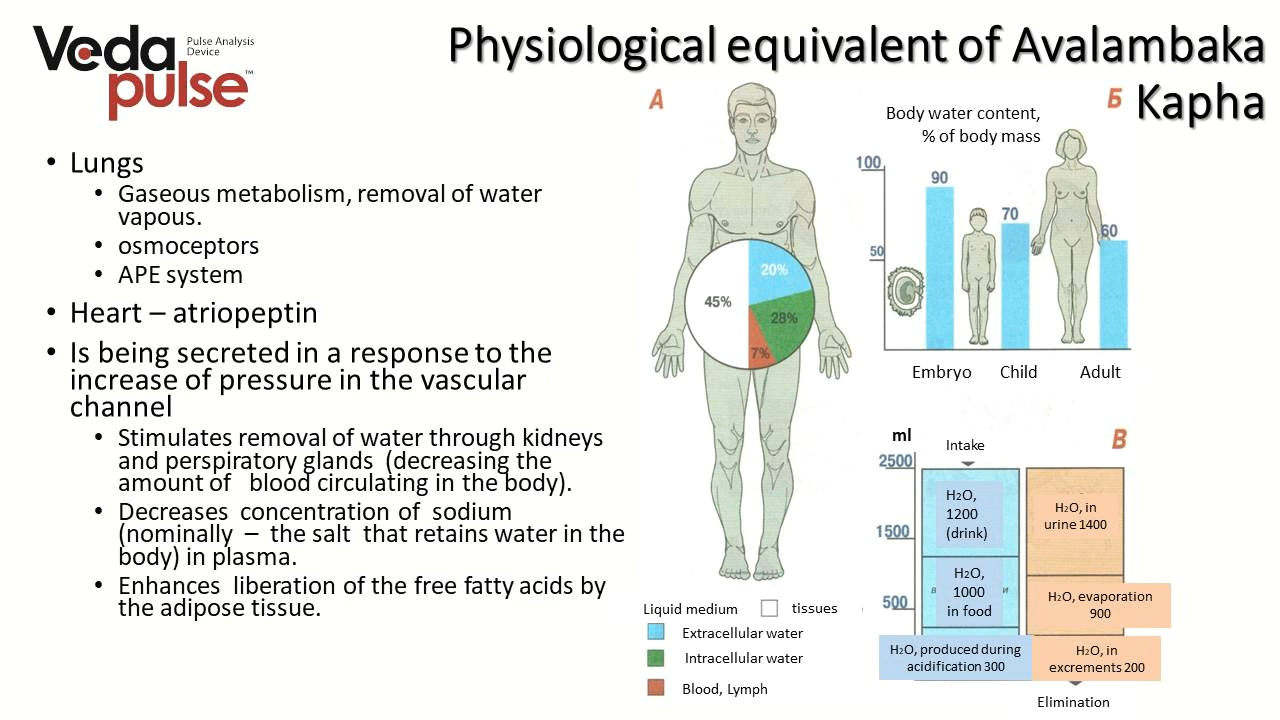 Veda
pulse™
Pulse Analysis
Device
Physiological equivalent of Avalambaka
Kapha
• Lungs
• Gaseous metabolism, removal of water
vapous.
• osmoceptors
• APE system
• Heart – atriopeptin
• Is being secreted in a response to the
increase of pressure in the vascular
channel
• Stimulates removal of water through kidneys
and perspiratory glands (decreasing the
amount of blood circulating in the body).
• Decreases concentration of sodium
(nominally – the salt that retains water in the
body) in plasma.
• Enhances liberation of the free fatty acids by
the adipose tissue.
А
20%
45%
28%
7%
Liquid medium
tissues
Extracellular water
Intracellular water
Blood, Lymph
Б
Body water content,
% of body mass
100
90
70
60
50
Embryo
Child
Adult
В
ml
Intake
2500
1500
500
H2O,
1200
(drink)
H2O, in
urine 1400
H2O,
1000
in food
в
и
H2O, evaporation
900
H2O, produced during
acidification 300
H2O, in
excrements 200
Elimination